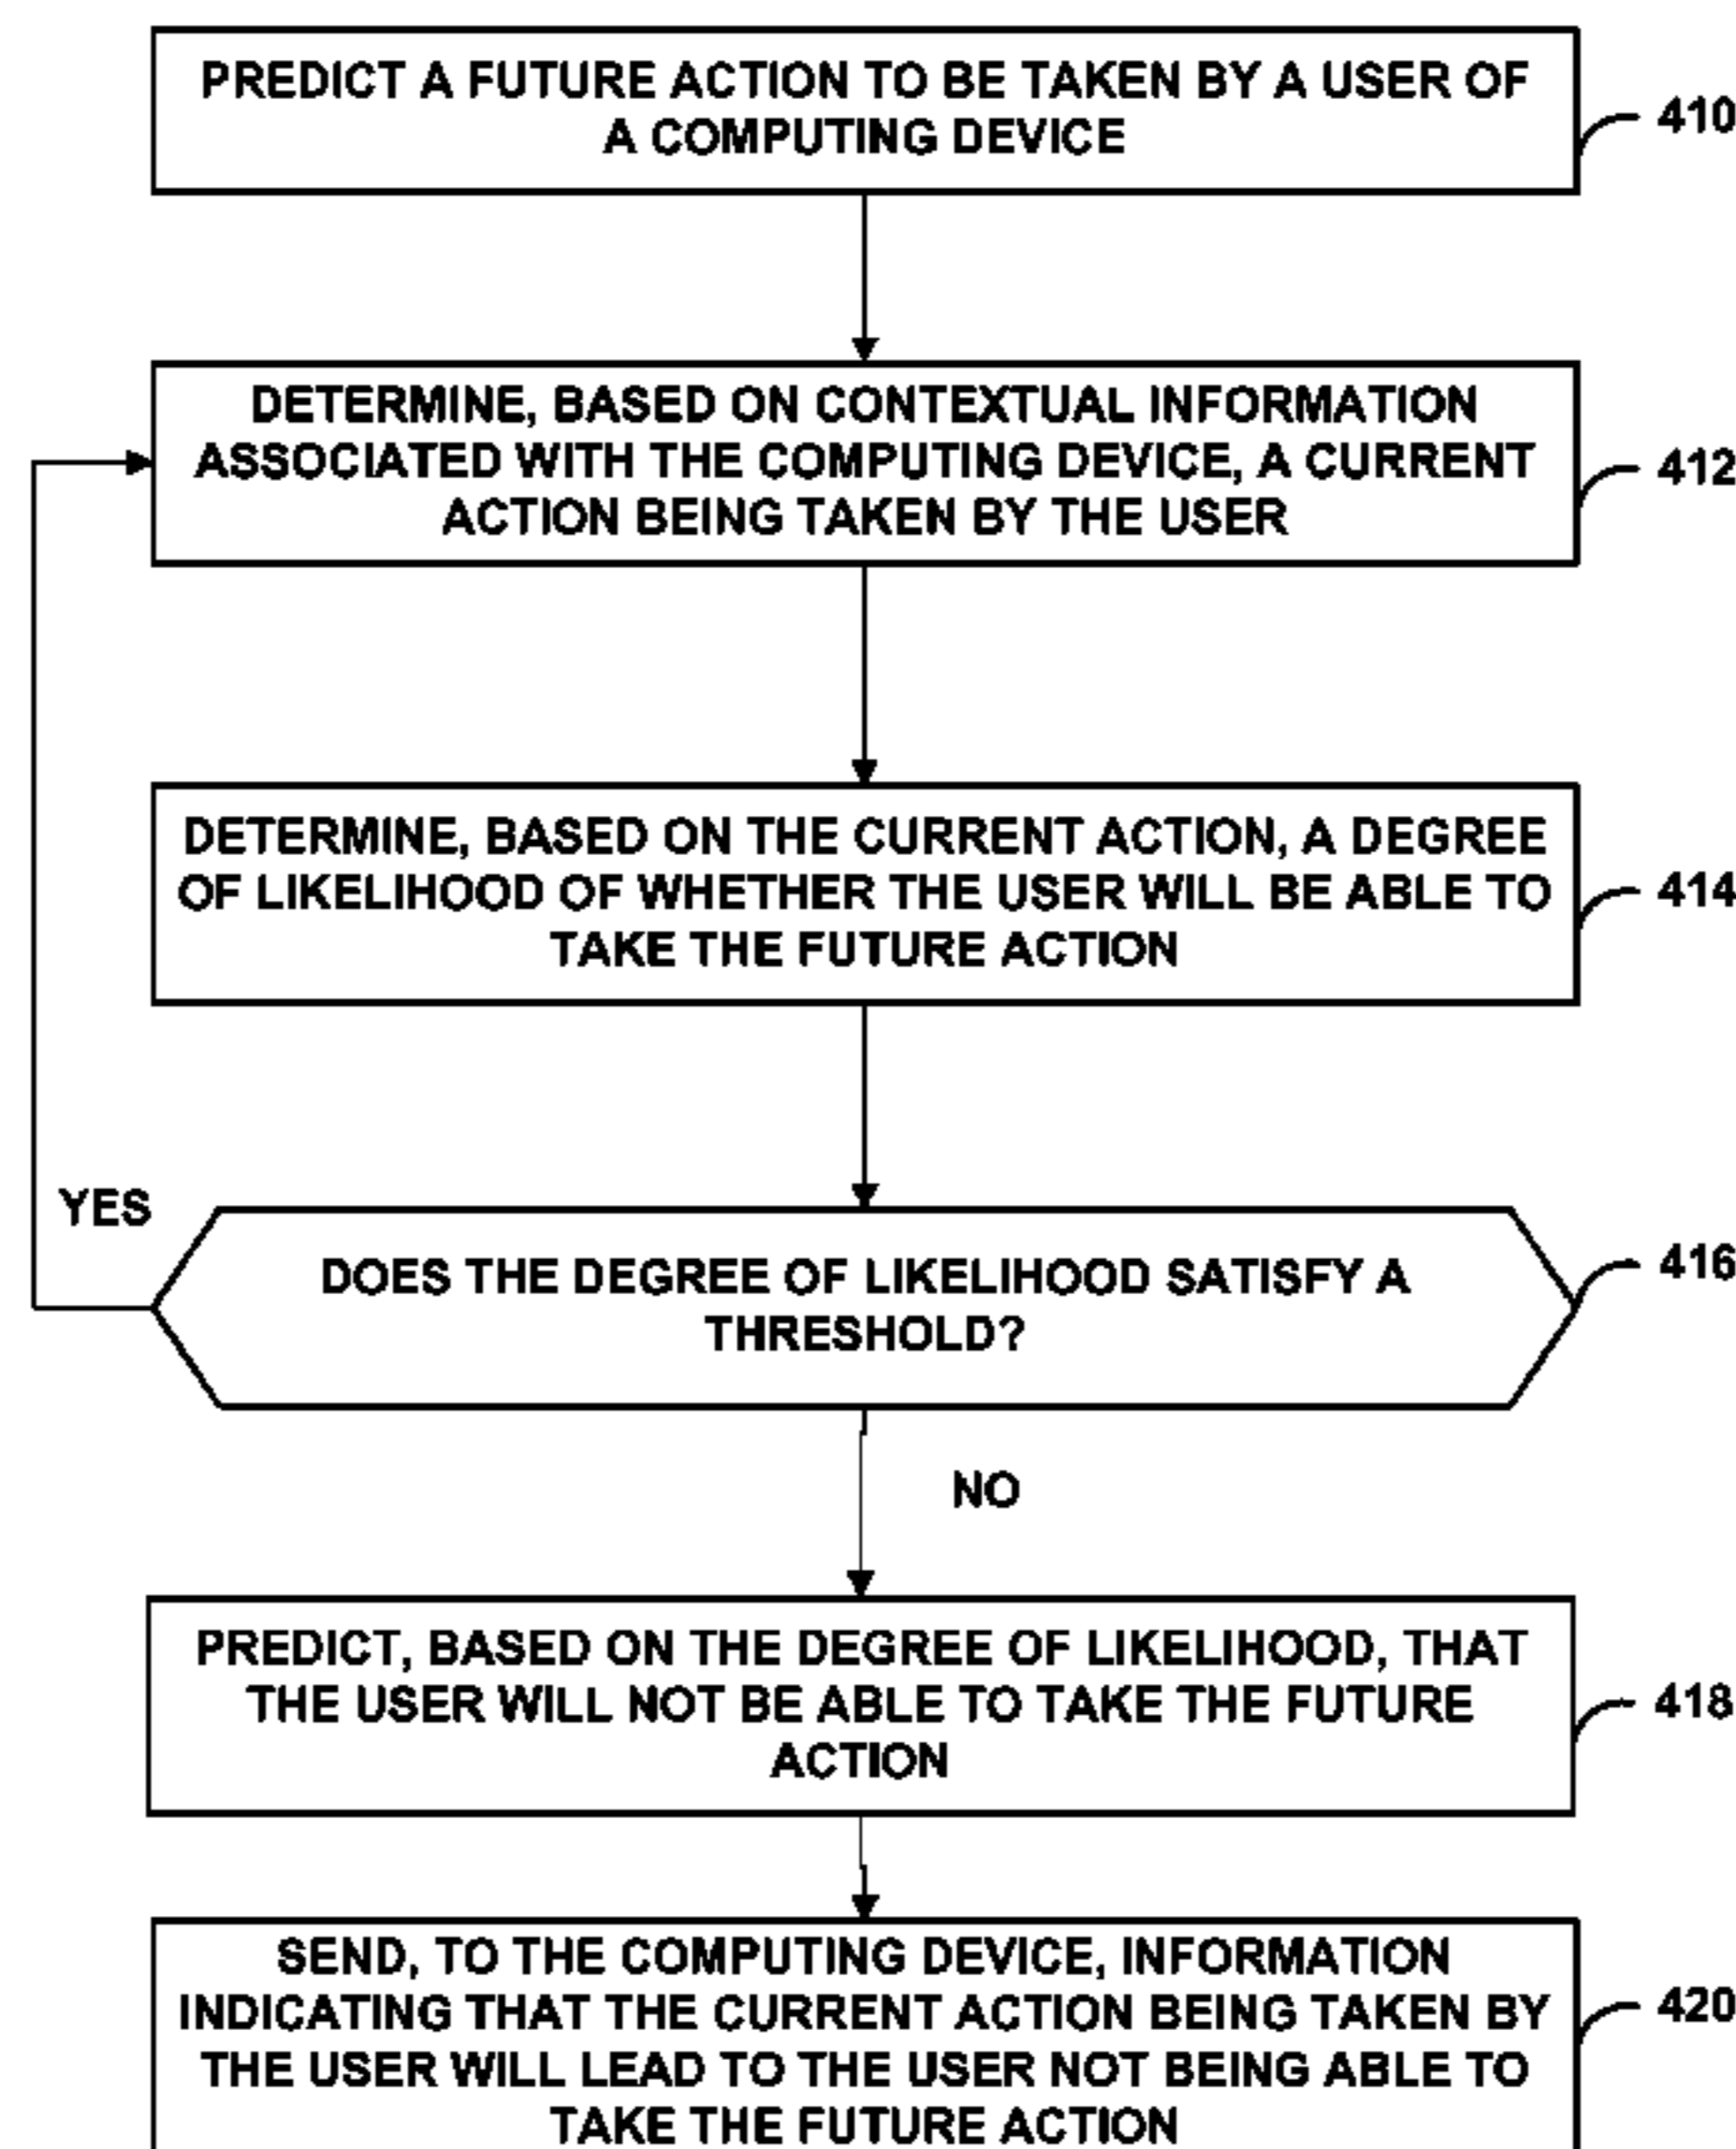 PREDICT A FUTURE ACTION TO BE TAKEN BY A USER OF
A COMPUTING DEVICE
410
DETERMINE, BASED ON CONTEXTUAL INFORMATION
ASSOCIATED WITH THE COMPUTING DEVICE, A CURRENT
ACTION BEING TAKEN BY THE USER
412
DETERMINE, BASED ON THE CURRENT ACTION, A DEGREE
OF LIKELIHOOD OF WHETHER THE USER WILL BE ABLE TO
TAKE THE FUTURE ACTION
414
YES
DOES THE DEGREE OF LIKELIHOOD SATISFY A
THRESHOLD?
416
NO
PREDICT, BASED ON THE DEGREE OF LIKELIHOOD, THAT
THE USER WILL NOT BE ABLE TO TAKE THE FUTURE
ACTION
418
SEND, TO THE COMPUTING DEVICE, INFORMATION
INDICATING THAT THE CURRENT ACTION BEING TAKEN BY
THE USER WILL LEAD TO THE USER NOT BEING ABLE TO
TAKE THE FUTURE ACTION
420